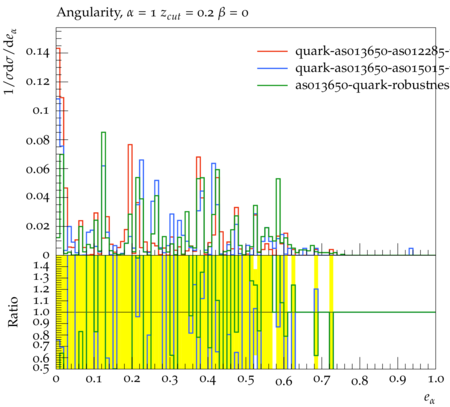 Angularity, α = 1 z_cut = 0.2 β = 0
1/σdσ/de_α
0.14
0.12
0.1
0.08
0.06
0.04
0.02
0
quark-as013650-as012285-
quark-as013650-as015015-
as013650-quark-robustnes
Ratio
1.4
1.3
1.2
1.1
1.0
0.9
0.8
0.7
0.6
0.5
0 0.1 0.2 0.3 0.4 0.5 0.6 0.7 0.8 0.9 1.0
e_α